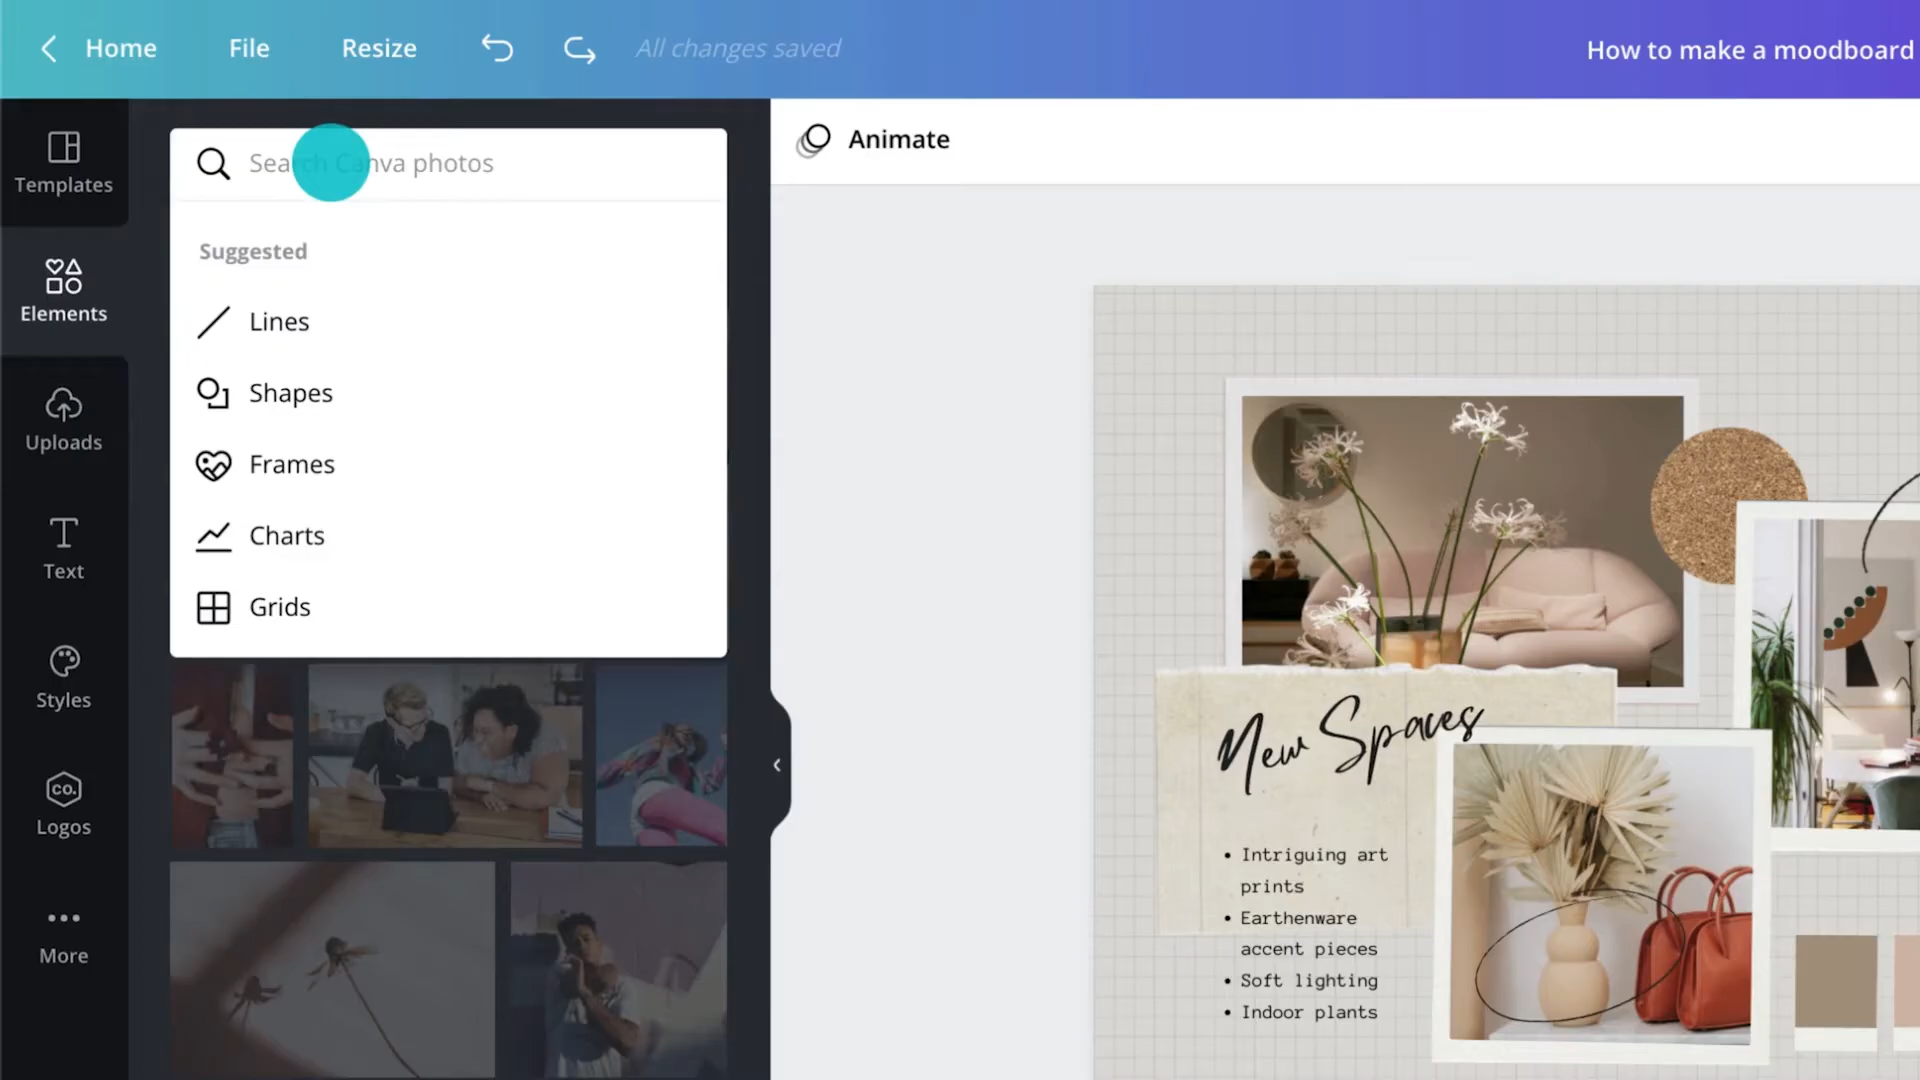 Home
File
Resize
All changes saved
How to make a moodboard
Templates
Elements
Uploads
Text
Styles
CO.
Logos
More
Search Canva photos
Suggested
Lines
Shapes
Frames
Charts
Grids
Animate
New Spaces
• Intriguing art
prints
• Earthenware
accent pieces
• Soft lighting
• Indoor plants